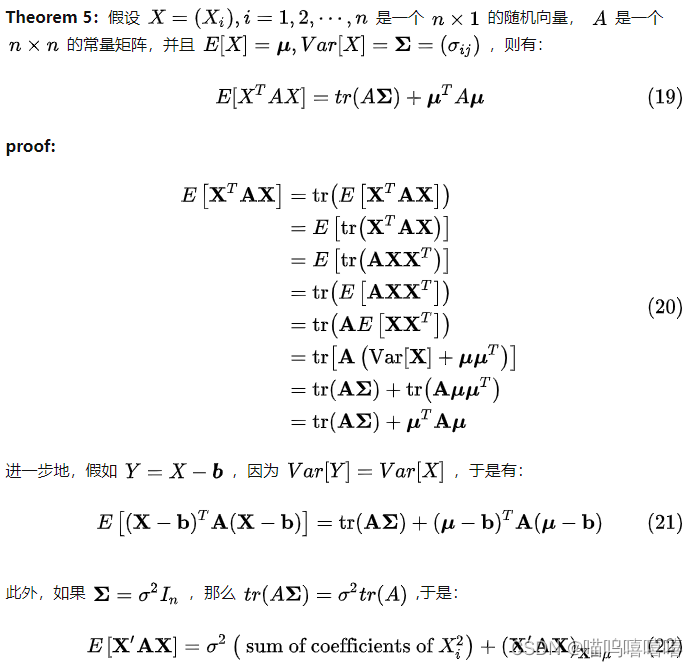 Theorem 5: 假设 X = (X_i), i = 1, 2, ⋯, n 是一个 n × 1 的随机向量， A 是一个
n × n 的常量矩阵，并且 E[X] = μ, Var[X] = Σ = (σ_{ij}) ，则有：
E[X^T AX] = tr(AΣ) + μ^T Aμ (19)
proof:
E [X^T AX] = tr(E [X^T AX])
= E [tr(X^T AX)]
= E [tr(AXX^T)]
= tr(E [AXX^T])
= tr(AE [XX^T]) (20)
= tr[A (Var[X] + μμ^T)]
= tr(AΣ) + tr(Aμμ^T)
= tr(AΣ) + μ^T Aμ
进一步地，假如 Y = X − b ，因为 Var[Y] = Var[X] ，于是有：
E [(X − b)^T A(X − b)] = tr(AΣ) + (μ − b)^T A(μ − b) (21)
此外，如果 Σ = σ^2 I_n ，那么 tr(AΣ) = σ^2 tr(A) ,于是：
E [X′AX] = σ^2 ( sum of coefficients of X_i^2) + (X′AX)_{X=μ} (22)
CSDN @喵呜嘻嘻嘻